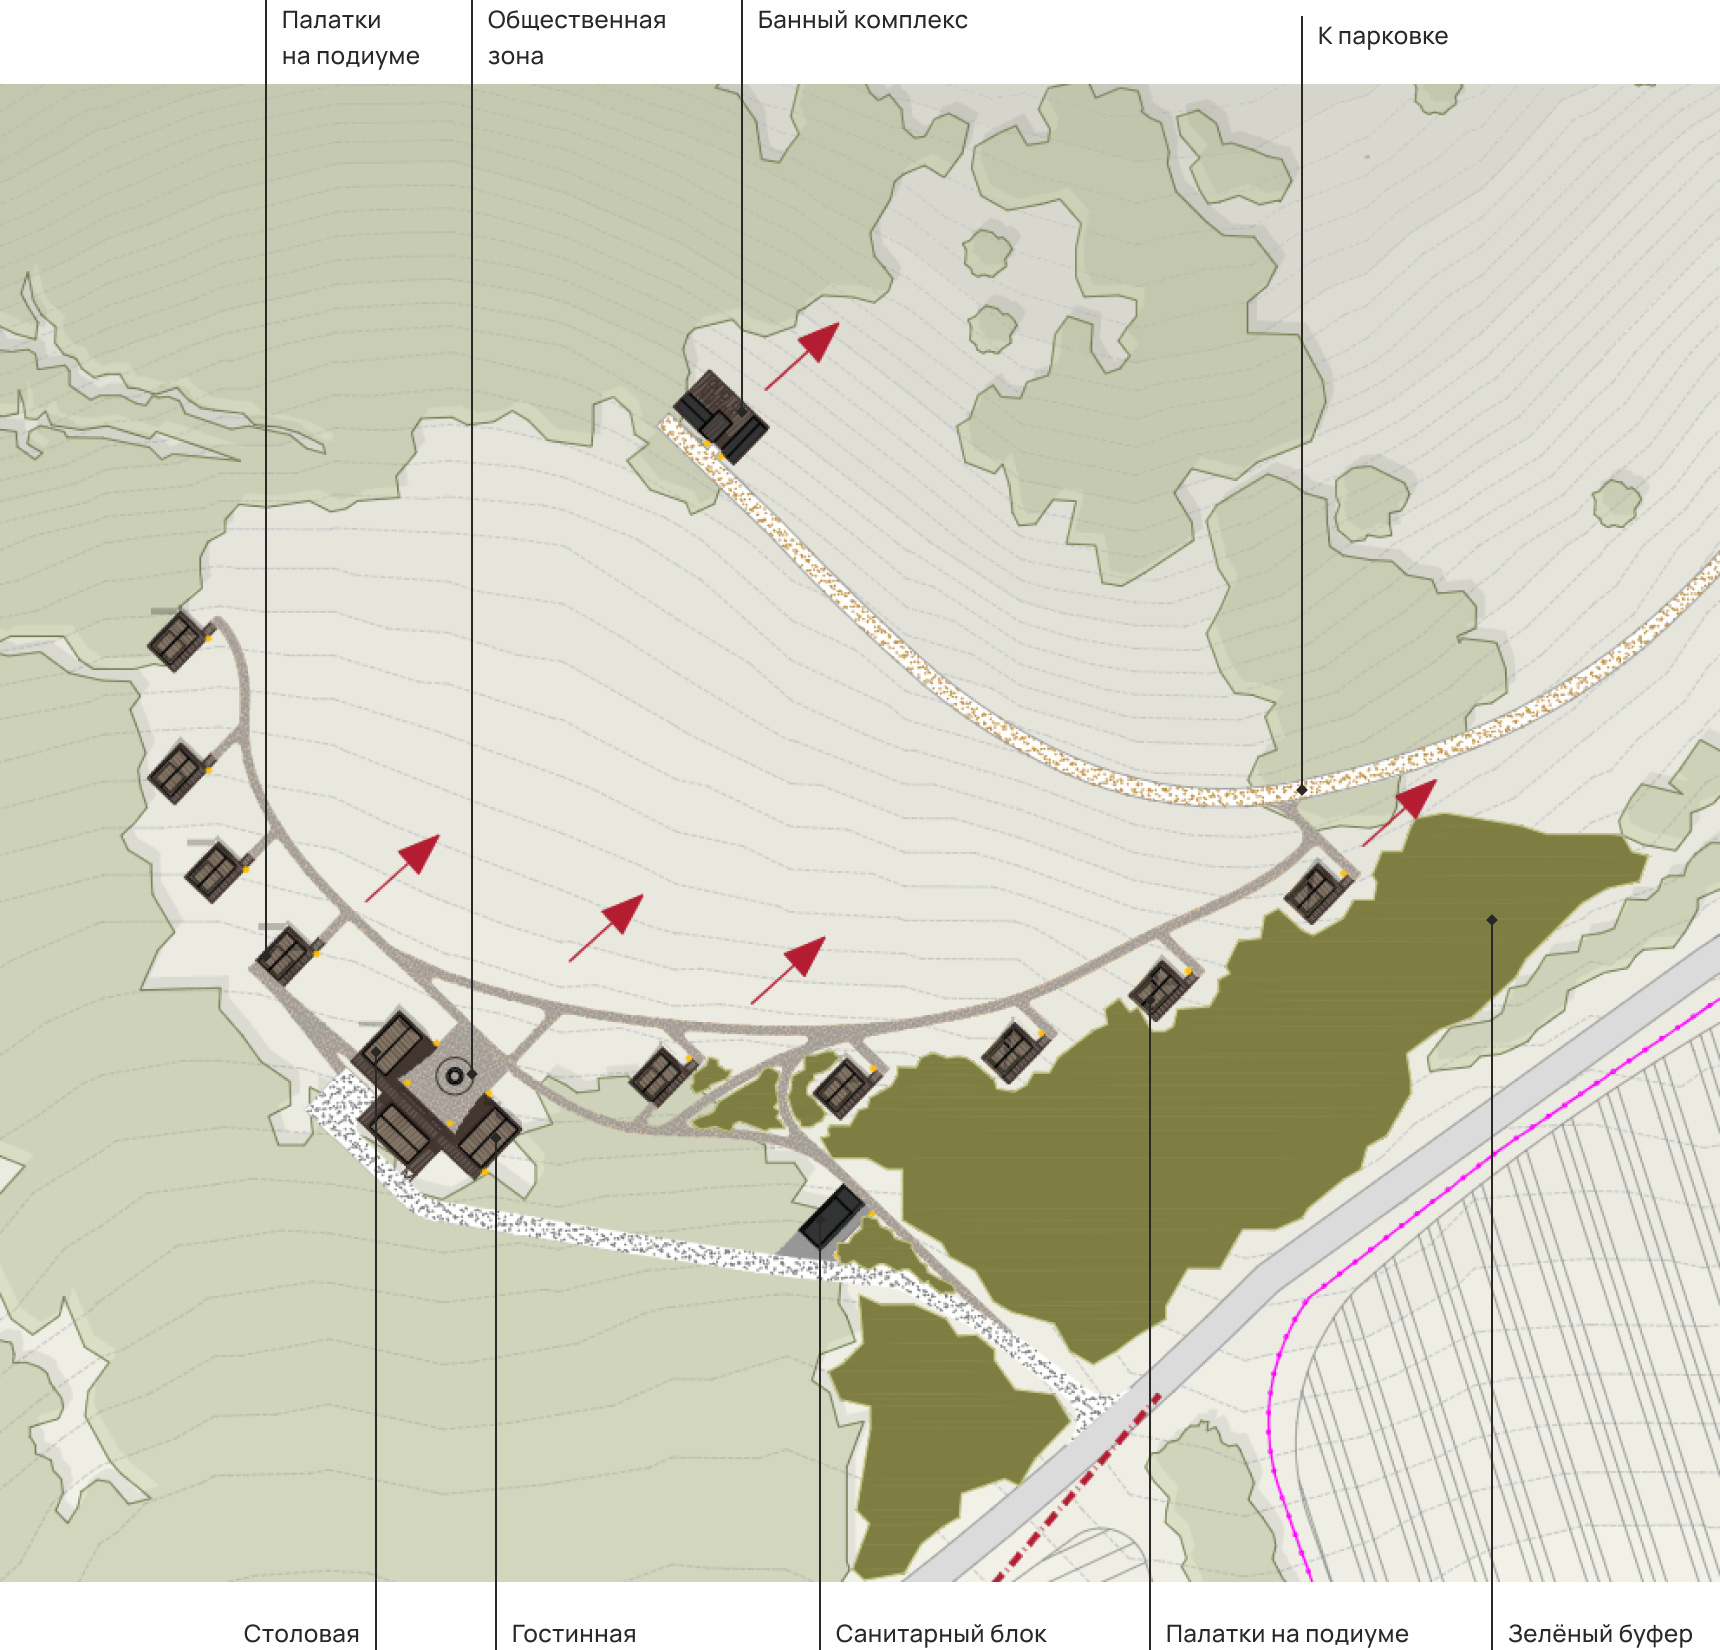 Палатки
на подиуме
Общественная
зона
Банный комплекс
К парковке
Столовая
Гостинная
Санитарный блок
Палатки на подиуме
Зелёный буфер